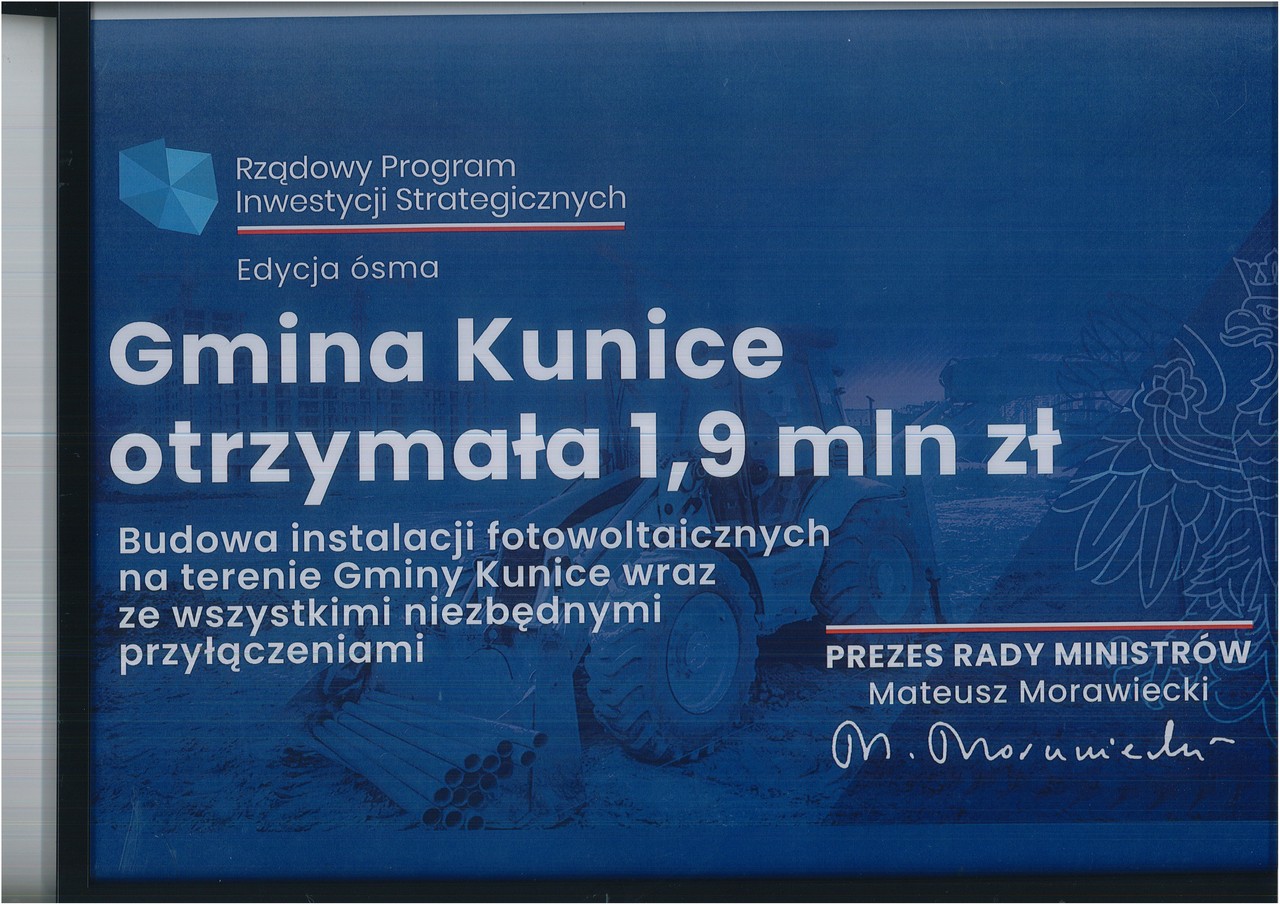 Rządowy Program
Inwestycji Strategicznych
Edycja ósma
Gmina Kunice
otrzymała 1,9 mln zł
Budowa instalacji fotowoltaicznych
na terenie Gminy Kunice wraz
ze wszystkimi niezbędnymi
przyłączeniami
PREZES RADY MINISTRÓW
Mateusz Morawiecki
M. Morawiecki